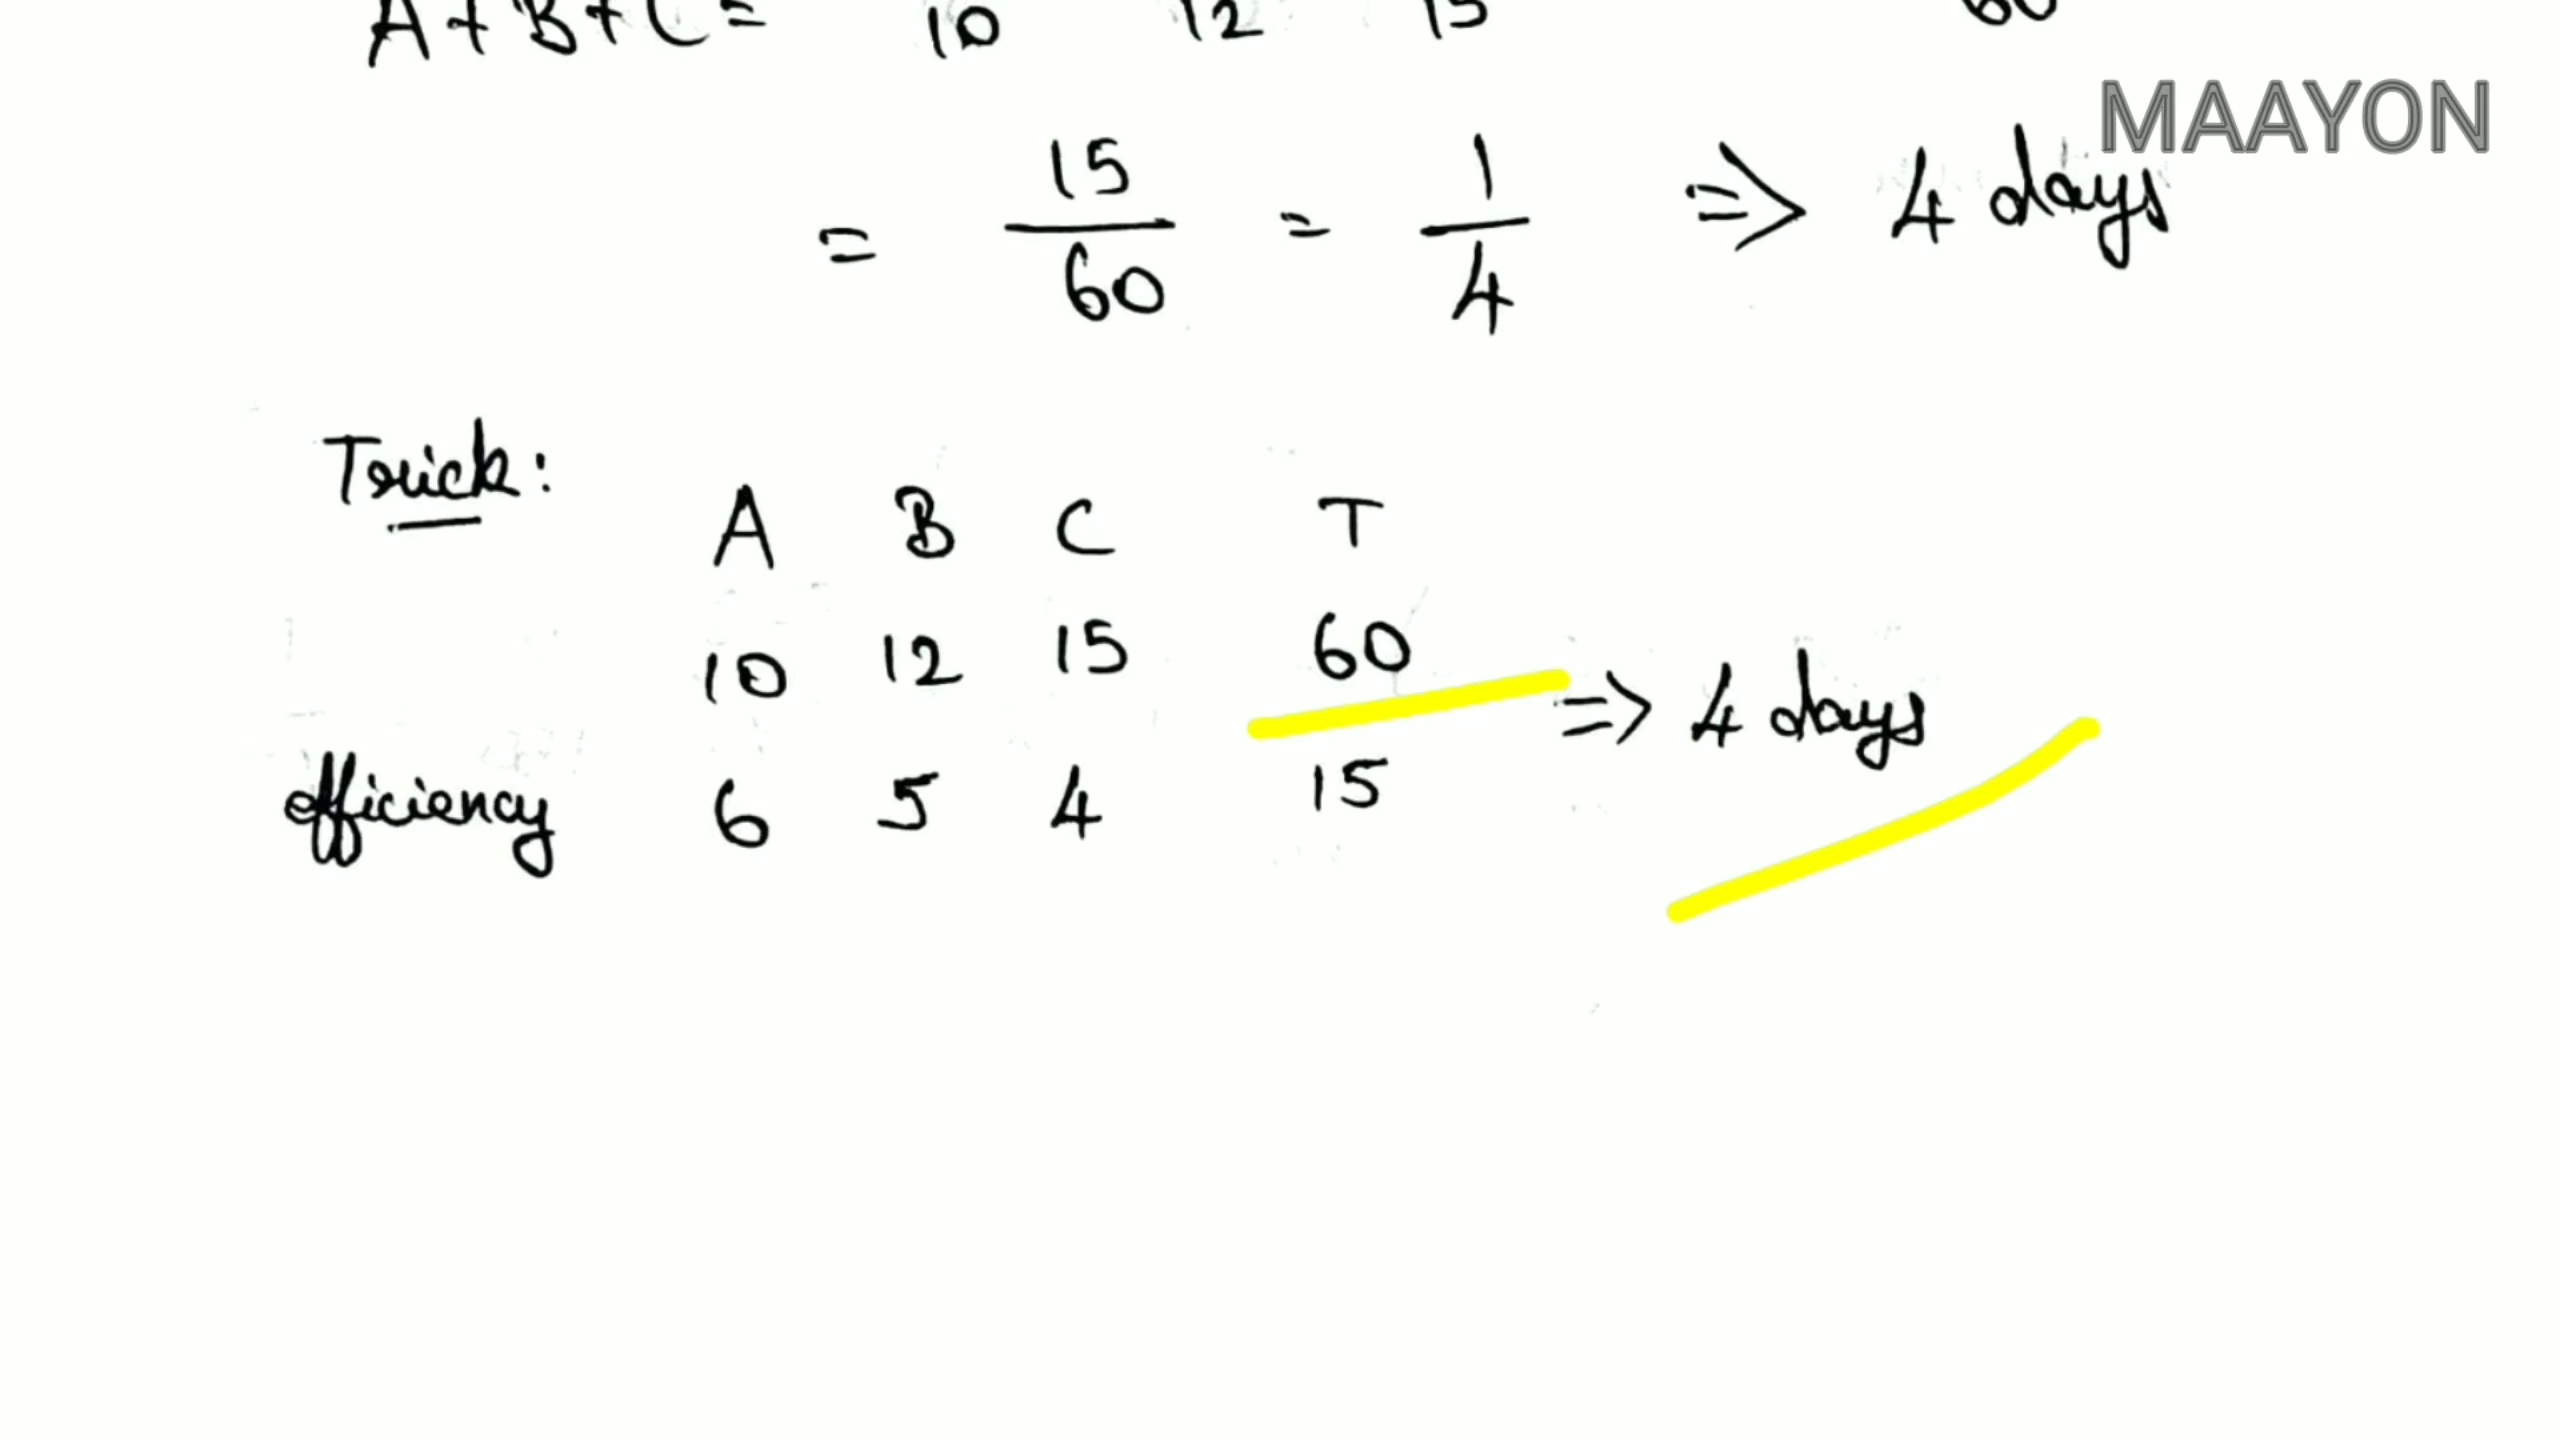 A + B + C = 10 12 15 60
MAAYON
= 15/60 = 1/4 => 4 days
Trick:
A B C T
10 12 15 60
=> 4 days
efficiency 6 5 4 15